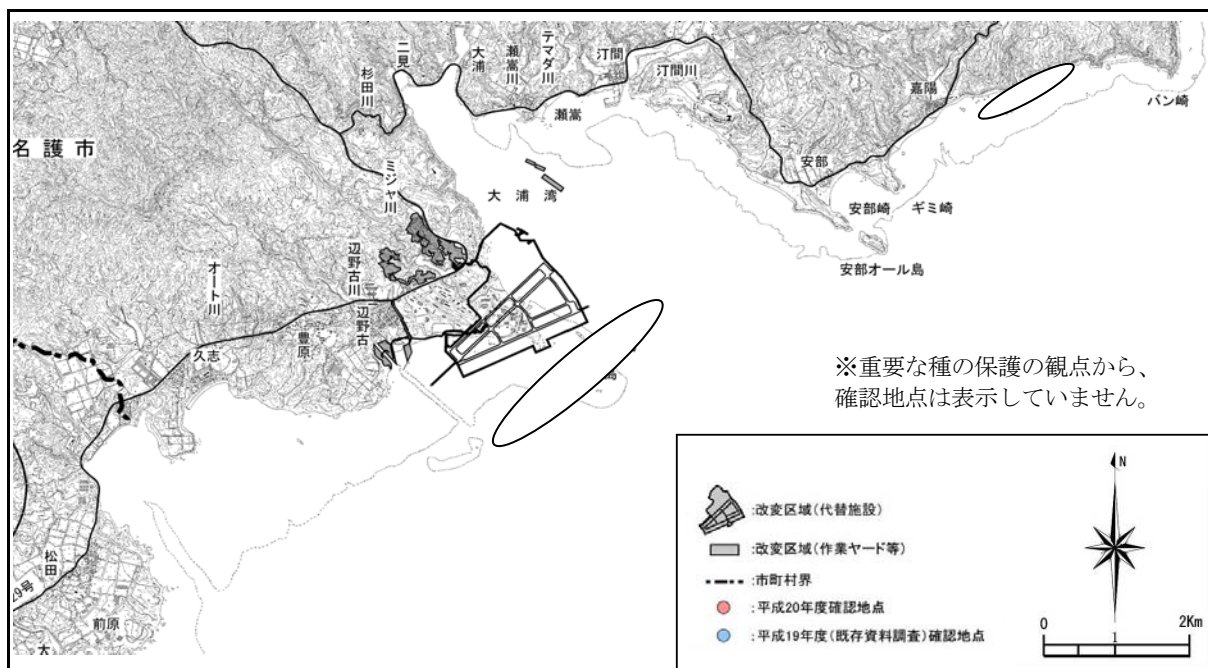 二見
大浦
瀬嵩川
テマダ川
汀間
杉田川
汀間川
嘉陽
バン崎
瀬嵩
名護市
ミジャ川
安部
大浦湾
安部崎
ギミ崎
安部オール島
辺野古川
オート川
辺野古
豊原
久志
※重要な種の保護の観点から、
確認地点は表示していません。
松田
29号
前原
大
N
:改変区域(代替施設)
:改変区域(作業ヤード等)
:市町村界
:平成20年度確認地点
:平成19年度(既存資料調査)確認地点
0 1 2Km